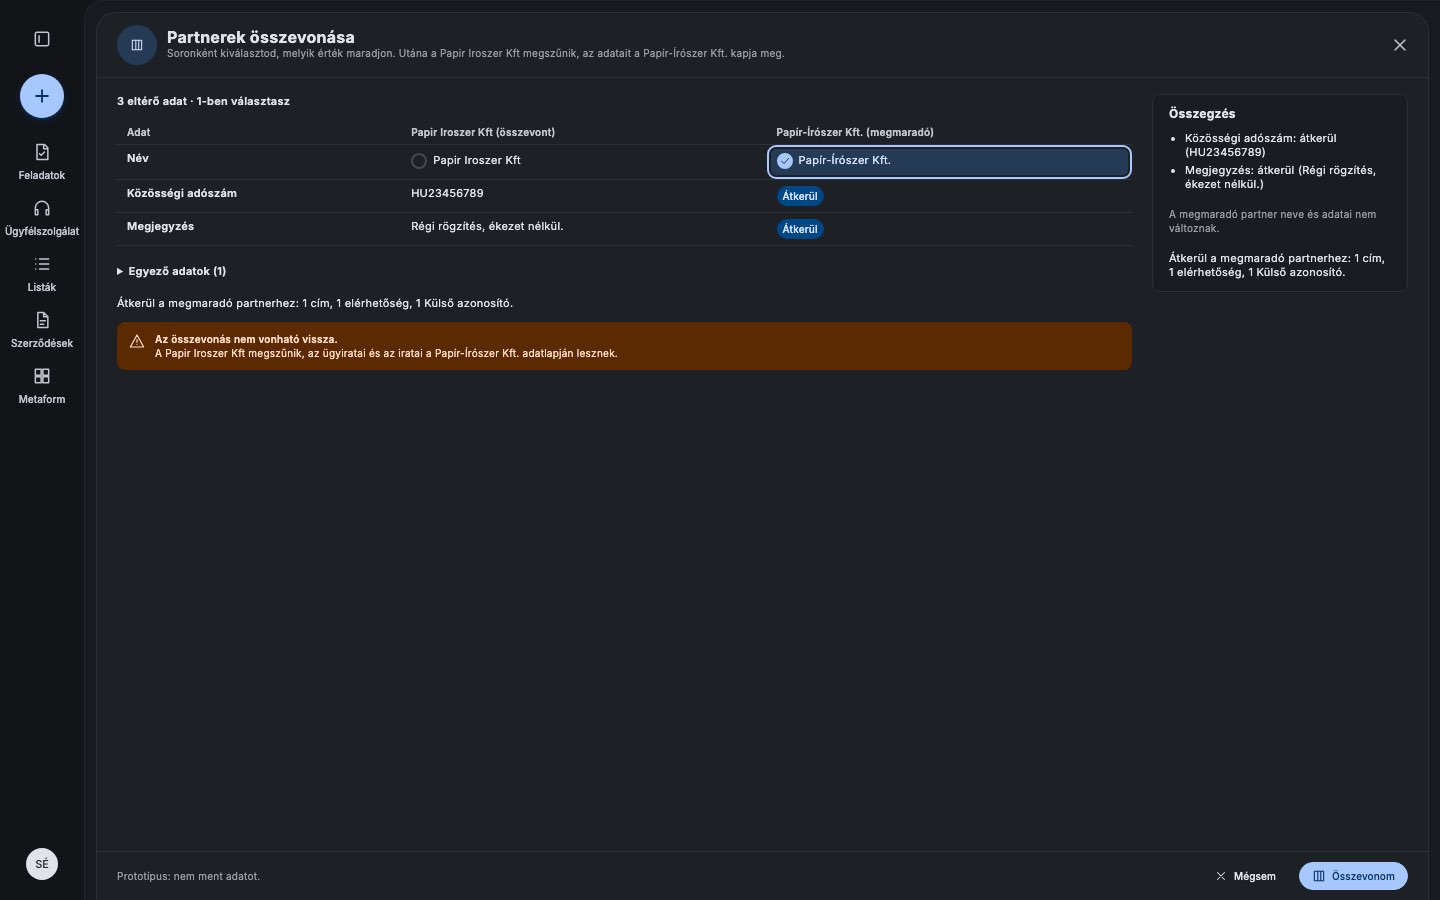 Partnerek összevonása
Soronként kiválasztod, melyik érték maradjon. Utána a Papir Iroszer Kft megszűnik, az adatait a Papír-Írószer Kft. kapja meg.
Feladatok
Ügyfélszolgálat
Listák
Szerződések
Metaform
SÉ
3 eltérő adat · 1-ben választasz
Adat Papir Iroszer Kft (összevont) Papír-Írószer Kft. (megmaradó)
Név Papir Iroszer Kft Papír-Írószer Kft.
Közösségi adószám HU23456789 Átkerül
Megjegyzés Régi rögzítés, ékezet nélkül. Átkerül
Egyező adatok (1)
Átkerül a megmaradó partnerhez: 1 cím, 1 elérhetőség, 1 Külső azonosító.
Az összevonás nem vonható vissza.
A Papir Iroszer Kft megszűnik, az ügyiratai és az iratai a Papír-Írószer Kft. adatlapján lesznek.
Összegzés
• Közösségi adószám: átkerül
(HU23456789)
• Megjegyzés: átkerül (Régi rögzítés,
ékezet nélkül.)
A megmaradó partner neve és adatai nem
változnak.
Átkerül a megmaradó partnerhez: 1 cím,
1 elérhetőség, 1 Külső azonosító.
Prototípus: nem ment adatot.
Mégsem
Összevonom